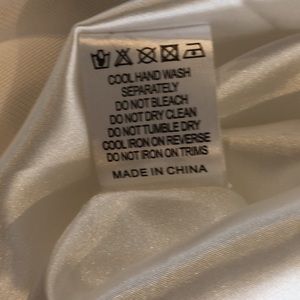 COOL HAND WASH
SEPARATELY
DO NOT BLEACH
DO NOT DRY CLEAN
DO NOT TUMBLE DRY
COOL IRON ON REVERSE
DO NOT IRON ON TRIMS
MADE IN CHINA